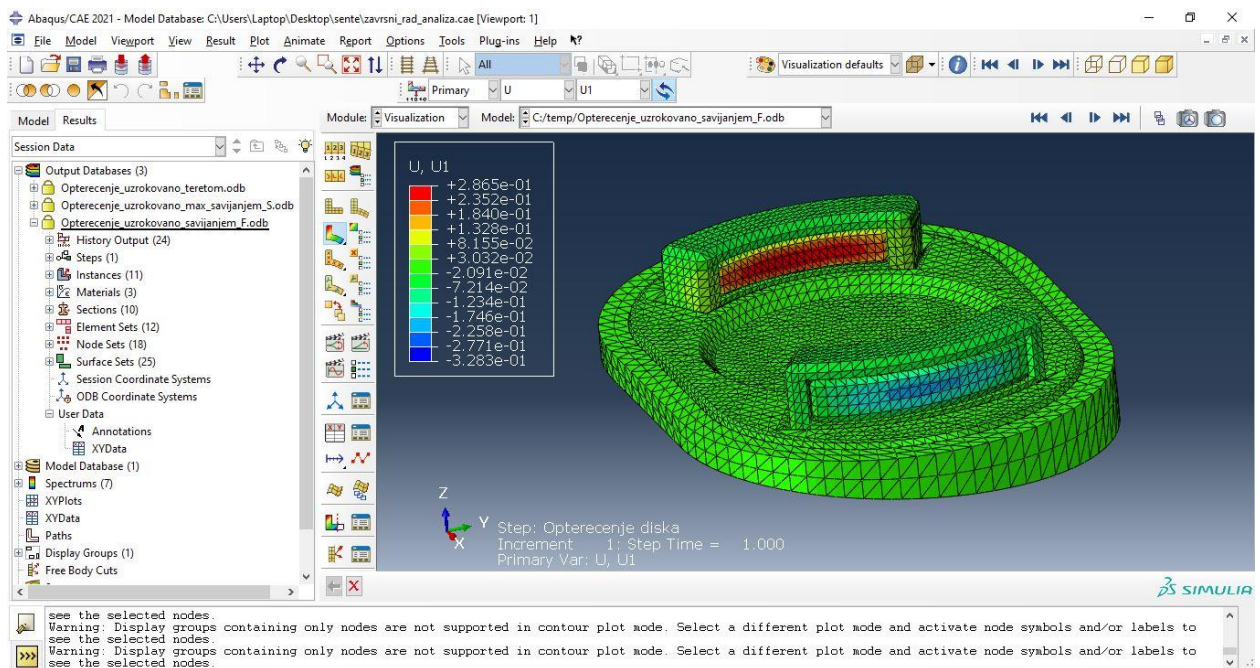 Abaqus/CAE 2021 - Model Database: C:\Users\Laptop\Desktop\sente\zavrsni_rad_analiza.cae [Viewport: 1]
File Model Viewport View Result Plot Animate Report Options Tools Plug-ins Help
All
Visualization defaults
Primary U U1
Model Results
Module: Visualization Model: C:/temp/Opterecenje_uzrokovano_savijanjem_F.odb
Session Data
Output Databases (3)
Opterecenje_uzrokovano_teretom.odb
Opterecenje_uzrokovano_max_savijanjem_S.odb
Opterecenje_uzrokovano_savijanjem_F.odb
History Output (24)
Steps (1)
Instances (11)
Materials (3)
Sections (10)
Element Sets (12)
Node Sets (18)
Surface Sets (25)
Session Coordinate Systems
ODB Coordinate Systems
User Data
Annotations
XYData
Model Database (1)
Spectrums (7)
XYPlots
XYData
Paths
Display Groups (1)
Free Body Cuts
U, U1
+2.865e-01
+2.352e-01
+1.840e-01
+1.328e-01
+8.155e-02
+3.032e-02
-2.091e-02
-7.214e-02
-1.234e-01
-1.746e-01
-2.258e-01
-2.771e-01
-3.283e-01
Z
Y
X
Step: Opterecenje diska
Increment 1: Step Time = 1.000
Primary Var: U, U1
SIMULIA
see the selected nodes.
Warning: Display groups containing only nodes are not supported in contour plot mode. Select a different plot mode and activate node symbols and/or labels to
see the selected nodes.
Warning: Display groups containing only nodes are not supported in contour plot mode. Select a different plot mode and activate node symbols and/or labels to
see the selected nodes.